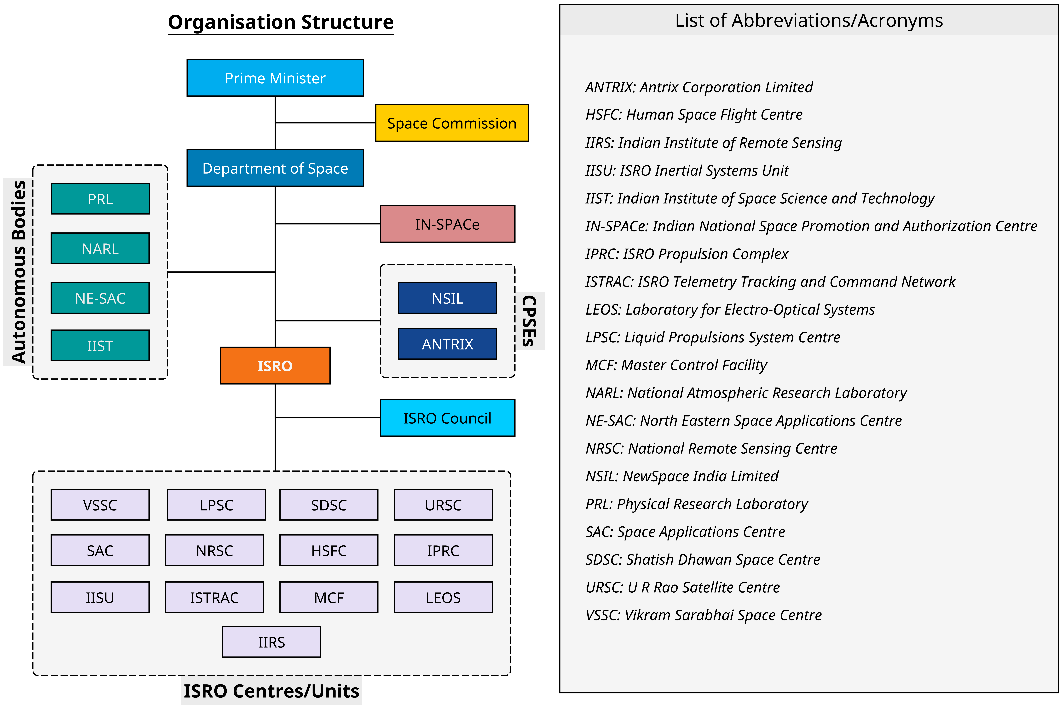 Organisation Structure
Prime Minister
Space Commission
Department of Space
Autonomous Bodies
PRL
NARL
NE-SAC
IIST
IN-SPACe
NSIL
ANTRIX
CPSEs
ISRO
ISRO Council
VSSC LPSC SDSC URSC
SAC NRSC HSFC IPRC
IISU ISTRAC MCF LEOS
IIRS
ISRO Centres/Units
List of Abbreviations/Acronyms
ANTRIX: Antrix Corporation Limited
HSFC: Human Space Flight Centre
IIRS: Indian Institute of Remote Sensing
IISU: ISRO Inertial Systems Unit
IIST: Indian Institute of Space Science and Technology
IN-SPACe: Indian National Space Promotion and Authorization Centre
IPRC: ISRO Propulsion Complex
ISTRAC: ISRO Telemetry Tracking and Command Network
LEOS: Laboratory for Electro-Optical Systems
LPSC: Liquid Propulsions System Centre
MCF: Master Control Facility
NARL: National Atmospheric Research Laboratory
NE-SAC: North Eastern Space Applications Centre
NRSC: National Remote Sensing Centre
NSIL: NewSpace India Limited
PRL: Physical Research Laboratory
SAC: Space Applications Centre
SDSC: Shatish Dhawan Space Centre
URSC: U R Rao Satellite Centre
VSSC: Vikram Sarabhai Space Centre